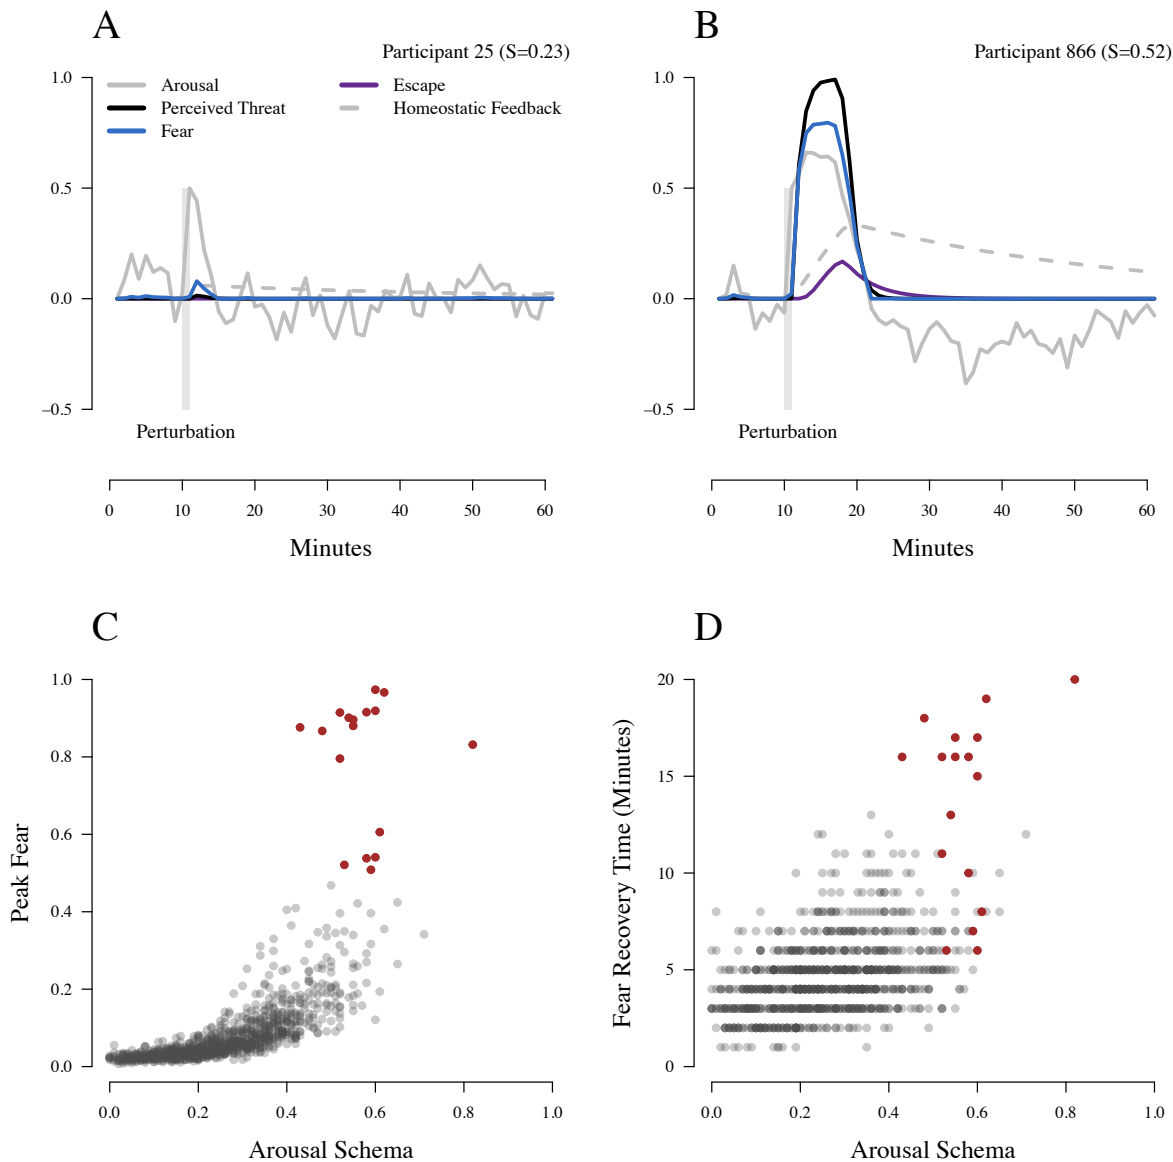 A
Participant 25 (S=0.23)
Arousal
Perceived Threat
Fear
Escape
Homeostatic Feedback
1.0
0.5
0.0
−0.5
Perturbation
0 10 20 30 40 50 60
Minutes
B
Participant 866 (S=0.52)
1.0
0.5
0.0
−0.5
Perturbation
0 10 20 30 40 50 60
Minutes
C
Peak Fear
1.0
0.8
0.6
0.4
0.2
0.0
0.0 0.2 0.4 0.6 0.8 1.0
Arousal Schema
D
Fear Recovery Time (Minutes)
20
15
10
5
0
0.0 0.2 0.4 0.6 0.8 1.0
Arousal Schema